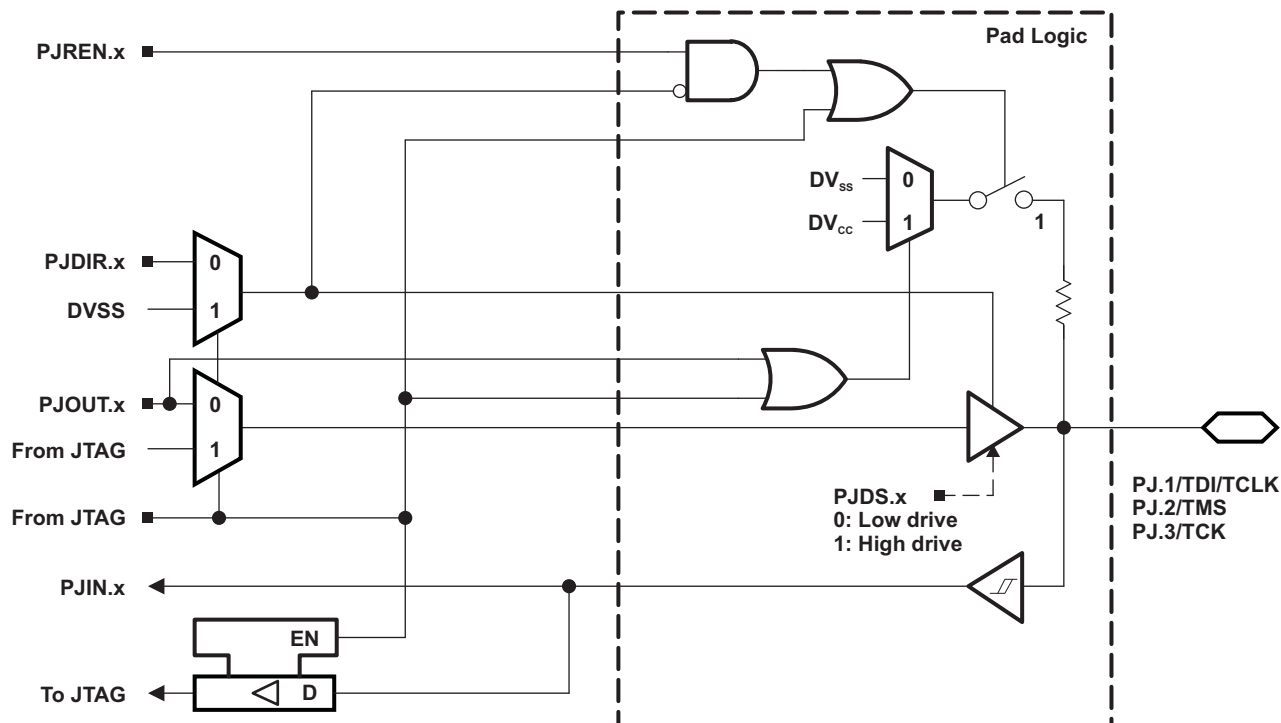 Pad Logic
PJREN.x
DVss
0
DVcc
1
1
PJDIR.x
0
DVSS
1
PJOUT.x
0
From JTAG
1
PJDS.x
0: Low drive
1: High drive
PJ.1/TDI/TCLK
PJ.2/TMS
PJ.3/TCK
From JTAG
PJIN.x
EN
To JTAG
D